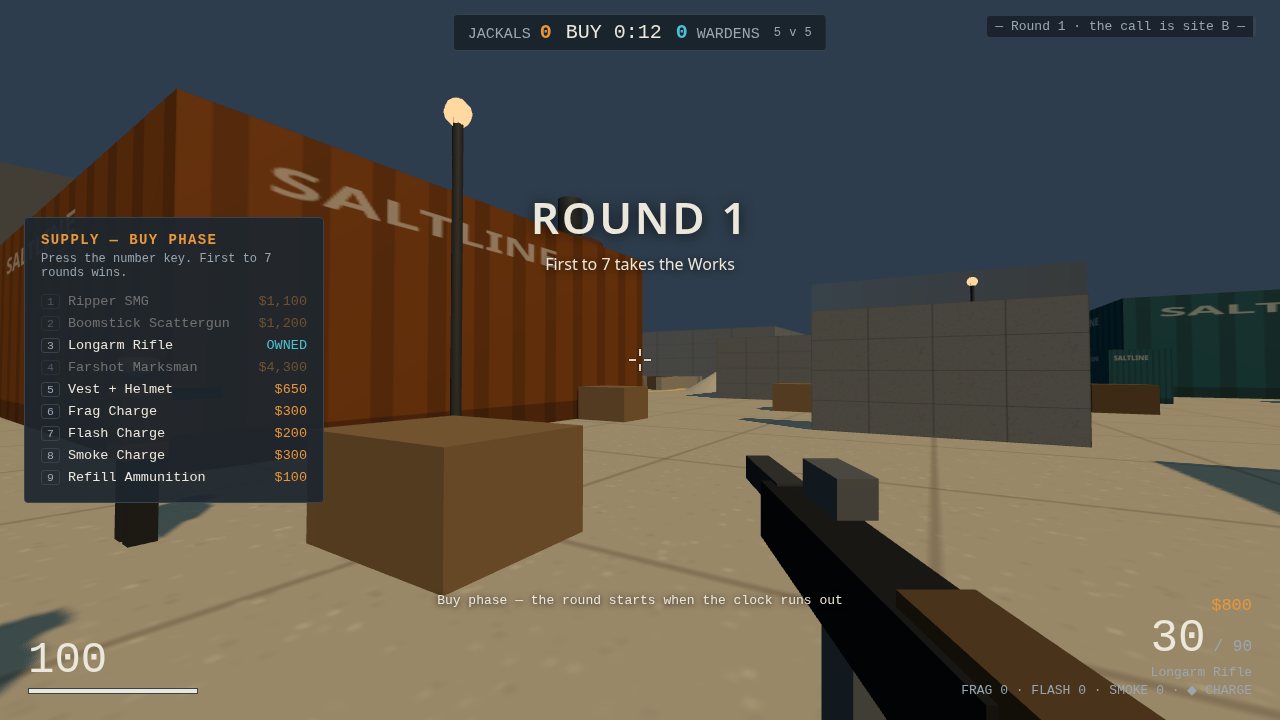 JACKALS 0 BUY 0:12 0 WARDENS 5 v 5
— Round 1 · the call is site B —
SALTLINE
ROUND 1
First to 7 takes the Works
SUPPLY — BUY PHASE
Press the number key. First to 7
rounds wins.
1 Ripper SMG $1,100
2 Boomstick Scattergun $1,200
3 Longarm Rifle OWNED
4 Farshot Marksman $4,300
5 Vest + Helmet $650
6 Frag Charge $300
7 Flash Charge $200
8 Smoke Charge $300
9 Refill Ammunition $100
SALT
SALTLINE
Buy phase — the round starts when the clock runs out
100
$800
30 / 90
Longarm Rifle
FRAG 0 · FLASH 0 · SMOKE 0 · ◆ CHARGE